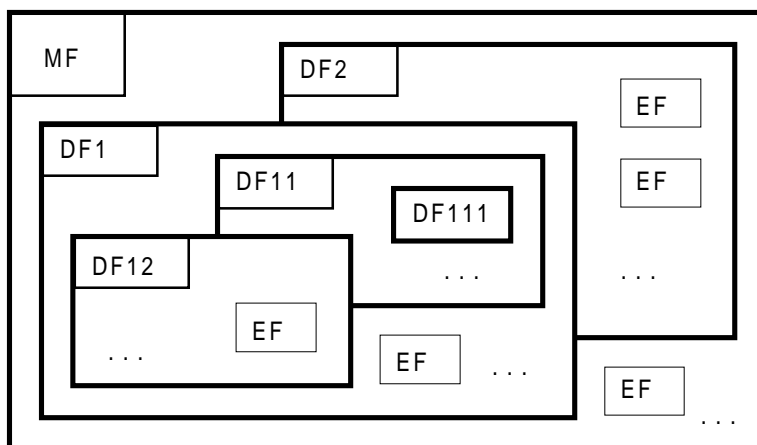 MF
DF2
EF
DF1
DF11
EF
DF111
DF12
. . .
. . .
EF
. . .
EF
. . .
EF
. . .